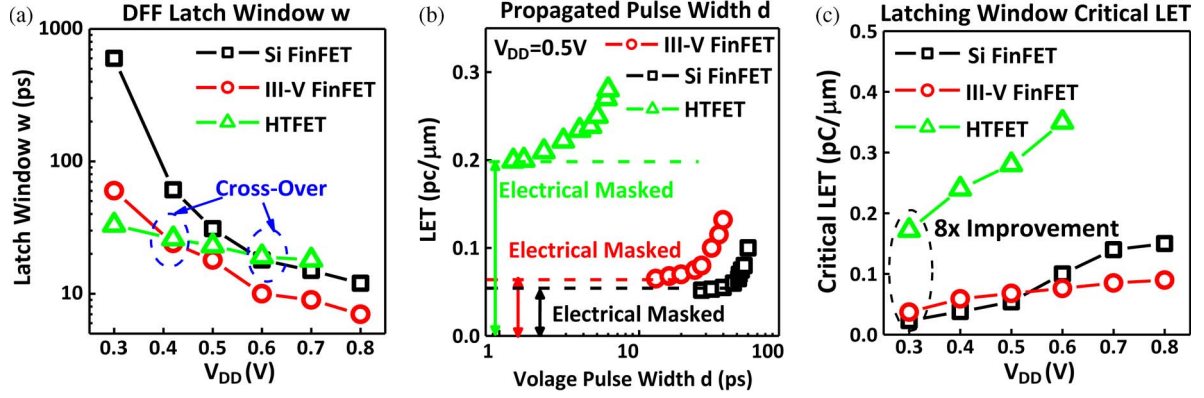 (a)
DFF Latch Window w
1000
100
10
Latch Window w (ps)
Si FinFET
III-V FinFET
HTFET
Cross-Over
0.3 0.4 0.5 0.6 0.7 0.8
VDD (V)
(b)
Propagated Pulse Width d
VDD=0.5V
III-V FinFET
Si FinFET
HTFET
0.3
0.2
0.1
0.0
LET (pc/μm)
Electrical Masked
Electrical Masked
Electrical Masked
1 10 100
Volage Pulse Width d (ps)
(c)
Latching Window Critical LET
0.5
0.4
0.3
0.2
0.1
0.0
Critical LET (pC/μm)
Si FinFET
III-V FinFET
HTFET
8x Improvement
0.3 0.4 0.5 0.6 0.7 0.8
VDD (V)